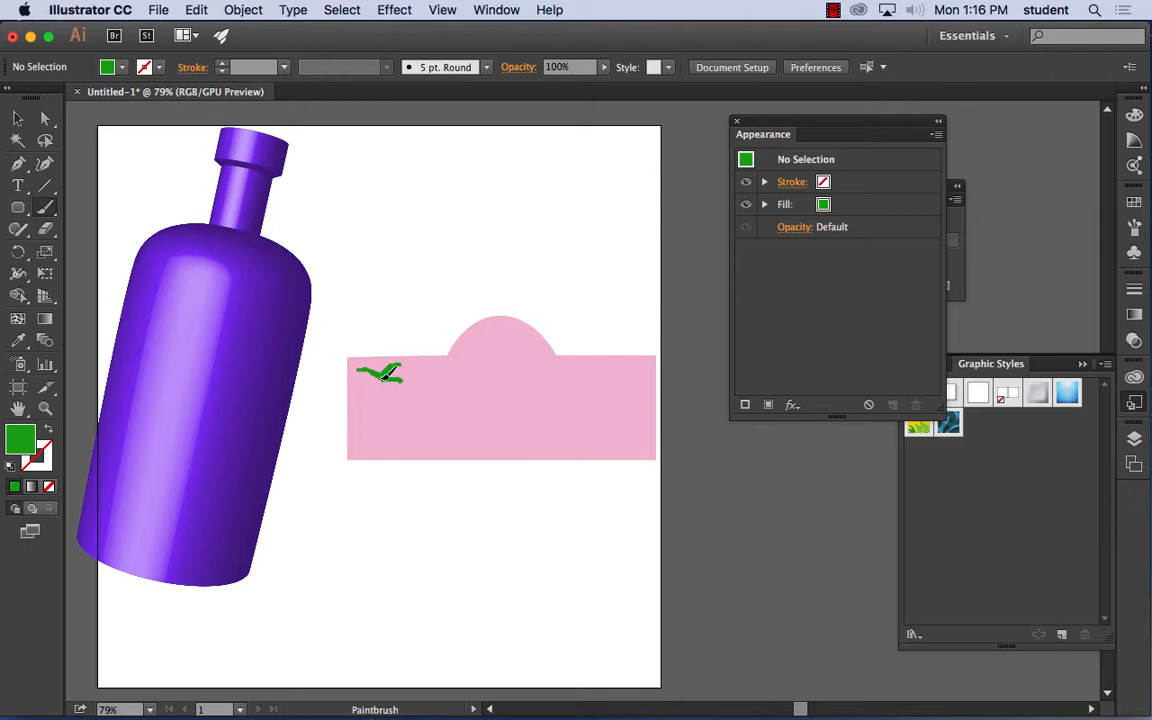 Illustrator CC File Edit Object Type Select Effect View Window Help Mon 1:16 PM student
Ai Br St Essentials
No Selection Stroke: 5 pt. Round Opacity: 100% Style: Document Setup Preferences
Untitled-1* @ 79% (RGB/GPU Preview)
Appearance
No Selection
Stroke:
Fill:
Opacity: Default
fx
Graphic Styles
79% 1 Paintbrush